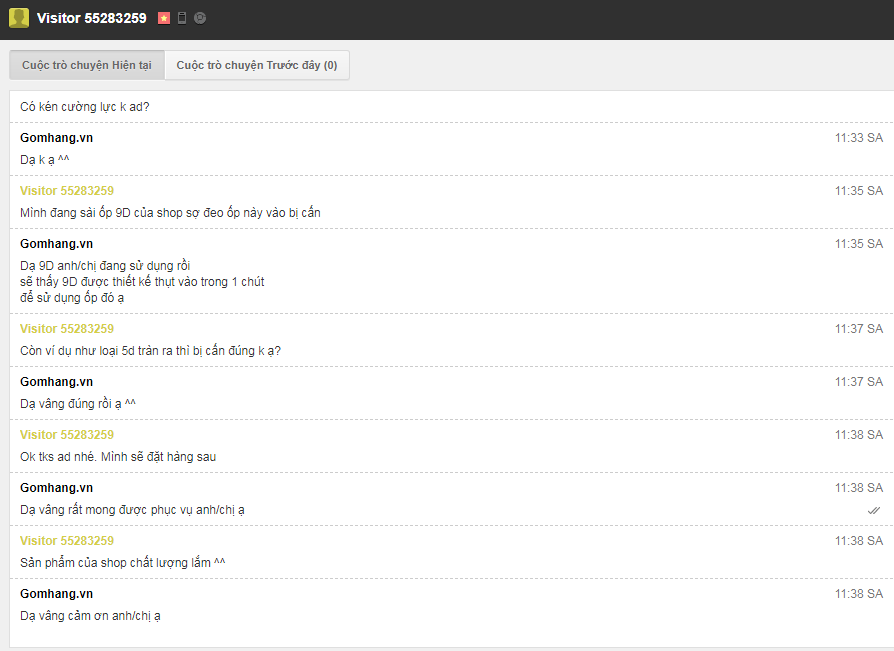 Visitor 55283259
Cuộc trò chuyện Hiện tại
Cuộc trò chuyện Trước đây (0)
Có kén cường lực k ad?
Gomhang.vn 11:33 SA
Dạ k ạ ^^
Visitor 55283259 11:35 SA
Mình đang sài ốp 9D của shop sợ đeo ốp này vào bị cấn
Gomhang.vn 11:35 SA
Dạ 9D anh/chị đang sử dụng rồi
sẽ thấy 9D được thiết kế thụt vào trong 1 chút
để sử dụng ốp đó ạ
Visitor 55283259 11:37 SA
Còn ví dụ như loại 5d tràn ra thì bị cấn đúng k ạ?
Gomhang.vn 11:37 SA
Dạ vâng đúng rồi ạ ^^
Visitor 55283259 11:38 SA
Ok tks ad nhé. Mình sẽ đặt hàng sau
Gomhang.vn 11:38 SA
Dạ vâng rất mong được phục vụ anh/chị ạ
Visitor 55283259 11:38 SA
Sản phẩm của shop chất lượng lắm ^^
Gomhang.vn 11:38 SA
Dạ vâng cảm ơn anh/chị ạ